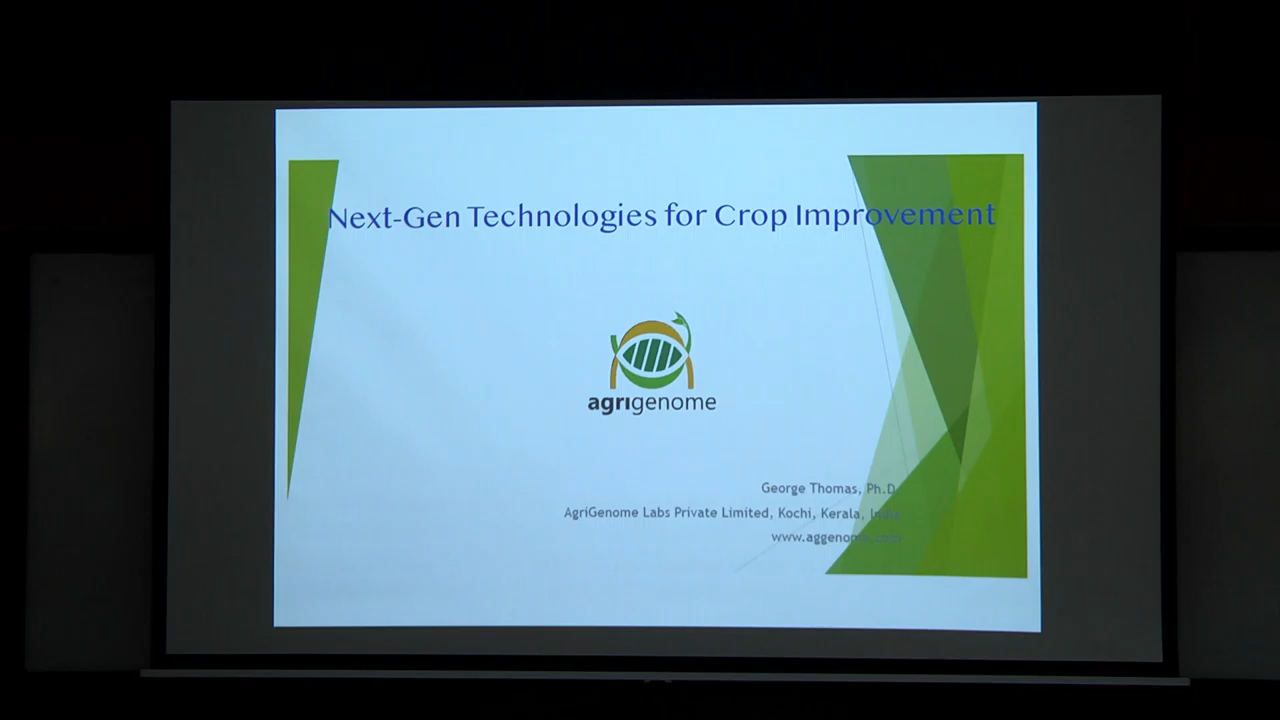 Next-Gen Technologies for Crop Improvement
agrigenome
George Thomas, Ph.D.
AgriGenome Labs Private Limited, Kochi, Kerala, India
www.aggenome.com